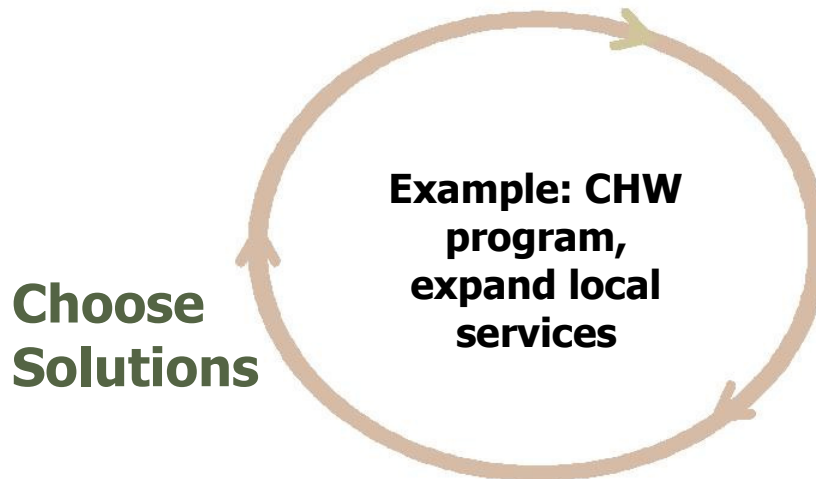 Example: CHW
program,
expand local
services
Choose
Solutions